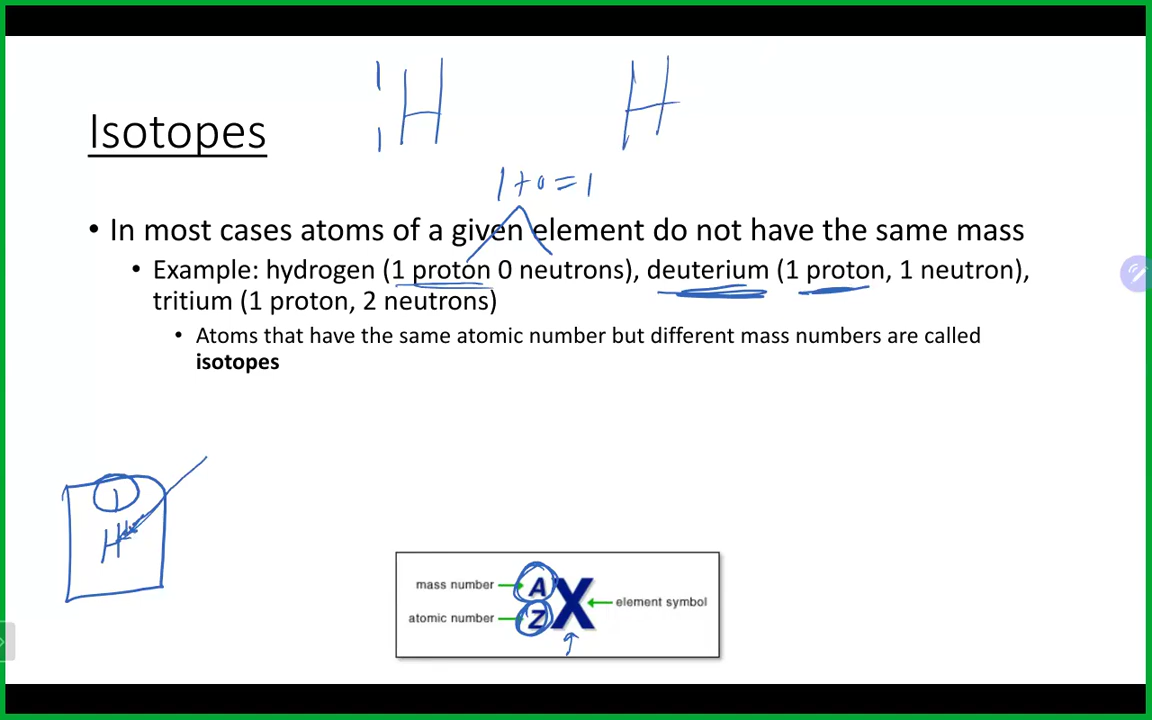 1 H H
1
Isotopes
1+0=1
• In most cases atoms of a given element do not have the same mass
• Example: hydrogen (1 proton 0 neutrons), deuterium (1 proton, 1 neutron),
tritium (1 proton, 2 neutrons)
• Atoms that have the same atomic number but different mass numbers are called
isotopes
1
H
mass number A X element symbol
atomic number Z